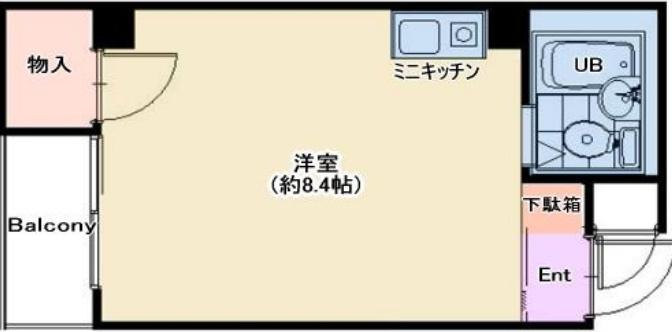 物入
ミニキッチン
UB
洋室
(約8.4帖)
下駄箱
Balcony
Ent